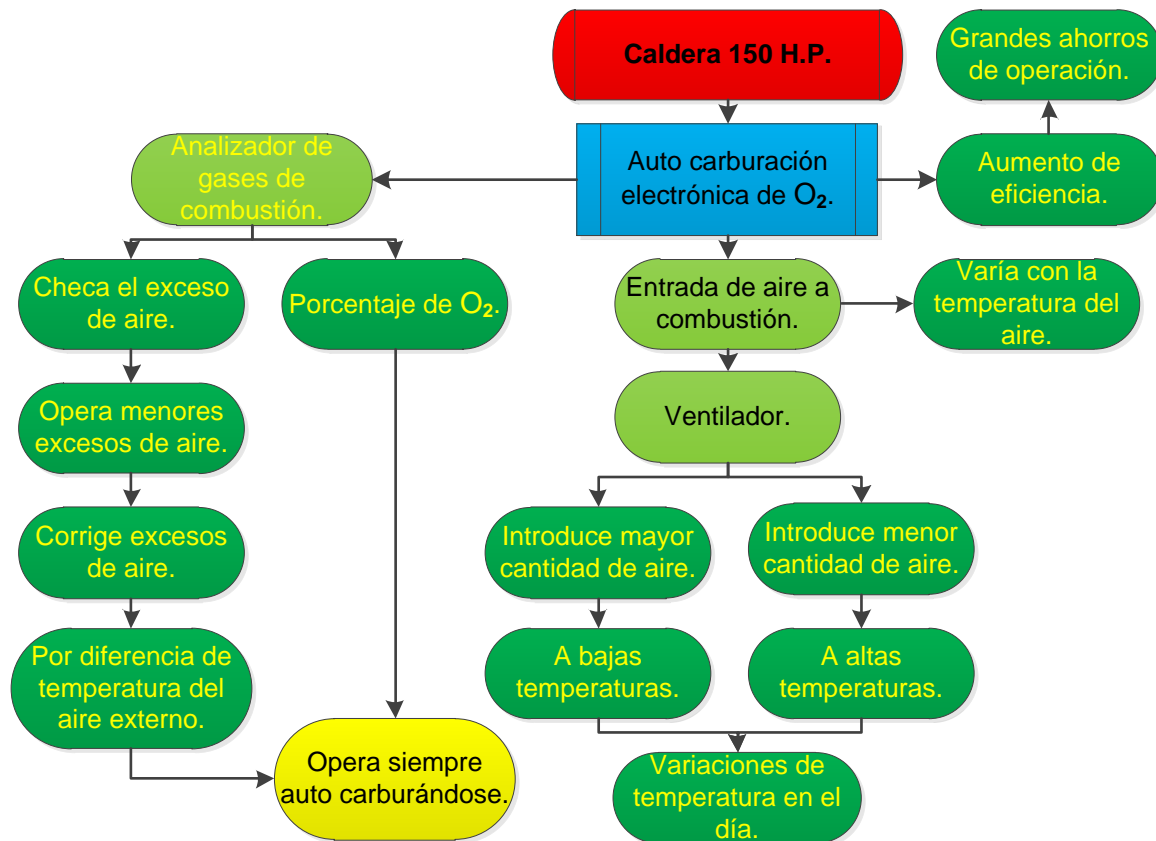 Caldera 150 H.P.
Grandes ahorros
de operación.
Analizador de
gases de
combustión.
Auto carburación
electrónica de O₂.
Aumento de
eficiencia.
Checa el exceso
de aire.
Porcentaje de O₂.
Entrada de aire a
combustión.
Varía con la
temperatura del
aire.
Opera menores
excesos de aire.
Ventilador.
Corrige excesos
de aire.
Introduce mayor
cantidad de aire.
Introduce menor
cantidad de aire.
Por diferencia de
temperatura del
aire externo.
A bajas
temperaturas.
A altas
temperaturas.
Opera siempre
auto carburándose.
Variaciones de
temperatura en el
día.